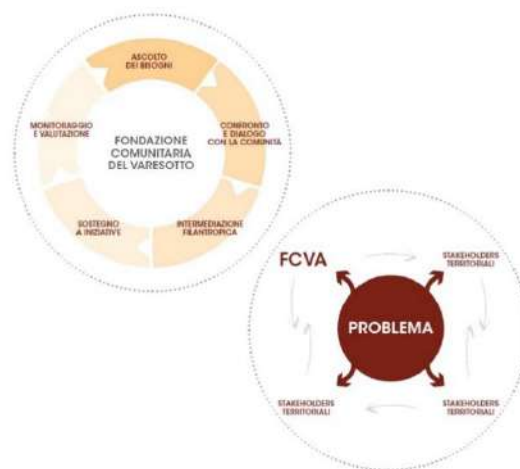 ASCOLTO
DEI BISOGNI
CONFRONTO
E DIALOGO
CON LA COMUNITÀ
INTERMEDIAZIONE
FILANTROPICA
SOSTEGNO
A INIZIATIVE
MONITORAGGIO
E VALUTAZIONE
FONDAZIONE
COMUNITARIA
DEL VARESOTTO
FCVA
STAKEHOLDERS
TERRITORIALI
PROBLEMA
STAKEHOLDERS
TERRITORIALI
STAKEHOLDERS
TERRITORIALI